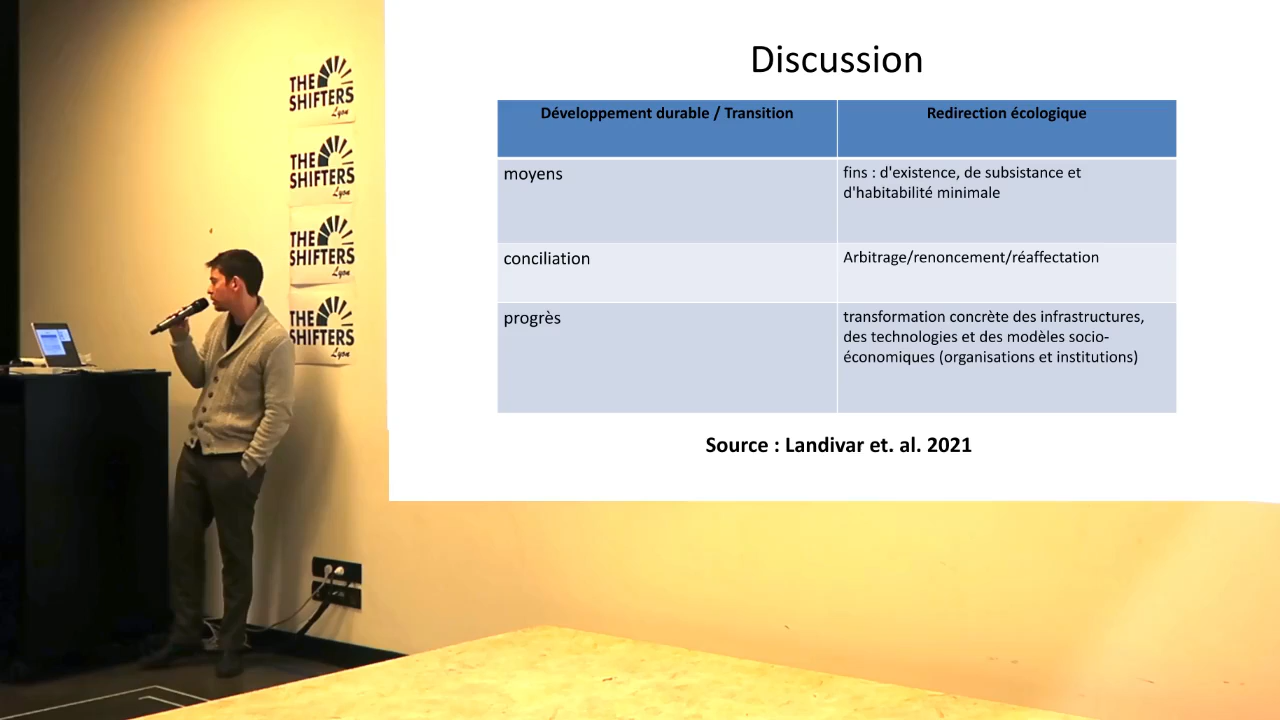 Discussion
Développement durable / Transition
Redirection écologique
moyens
fins : d'existence, de subsistance et
d'habitabilité minimale
conciliation
Arbitrage/renoncement/réaffectation
progrès
transformation concrète des infrastructures,
des technologies et des modèles socio-
économiques (organisations et institutions)
Source : Landivar et. al. 2021
THE
SHIFTERS
Lyon
THE
SHIFTERS
Lyon
THE
SHIFTERS
Lyon
THE
SHIFTERS
Lyon